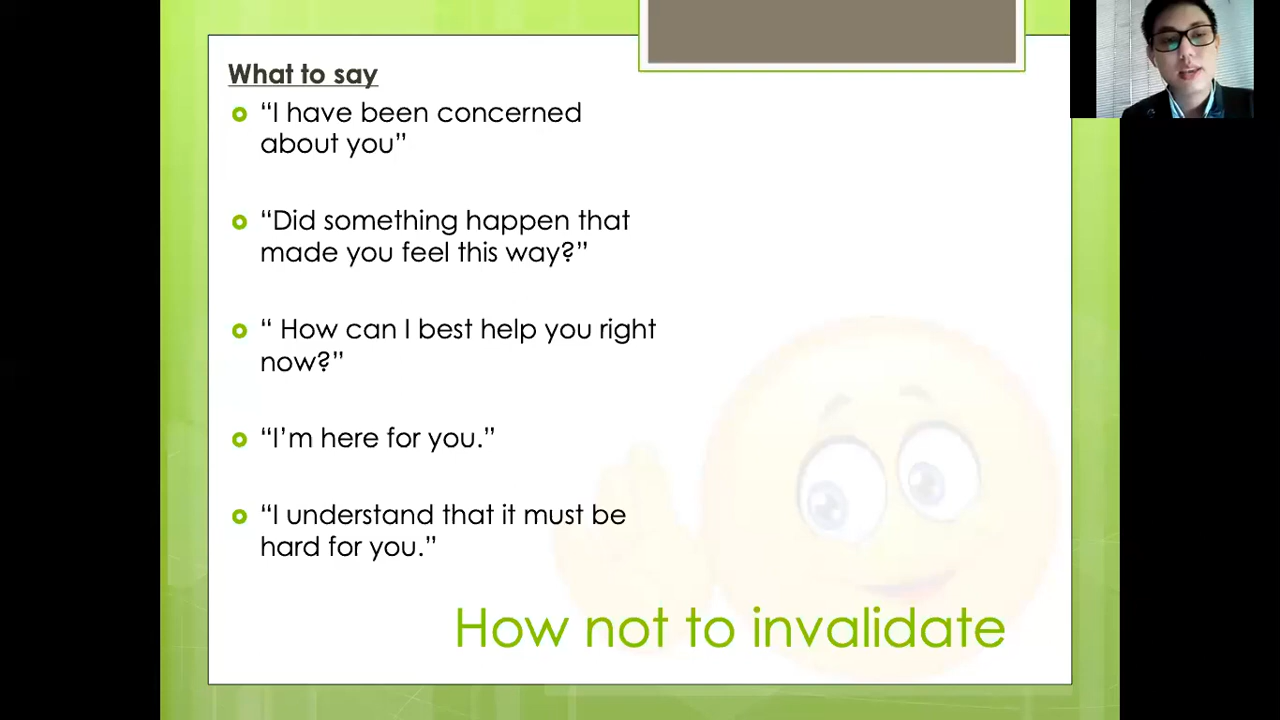 What to say
“I have been concerned
about you”
“Did something happen that
made you feel this way?”
“ How can I best help you right
now?”
“I’m here for you.”
“I understand that it must be
hard for you.”
How not to invalidate